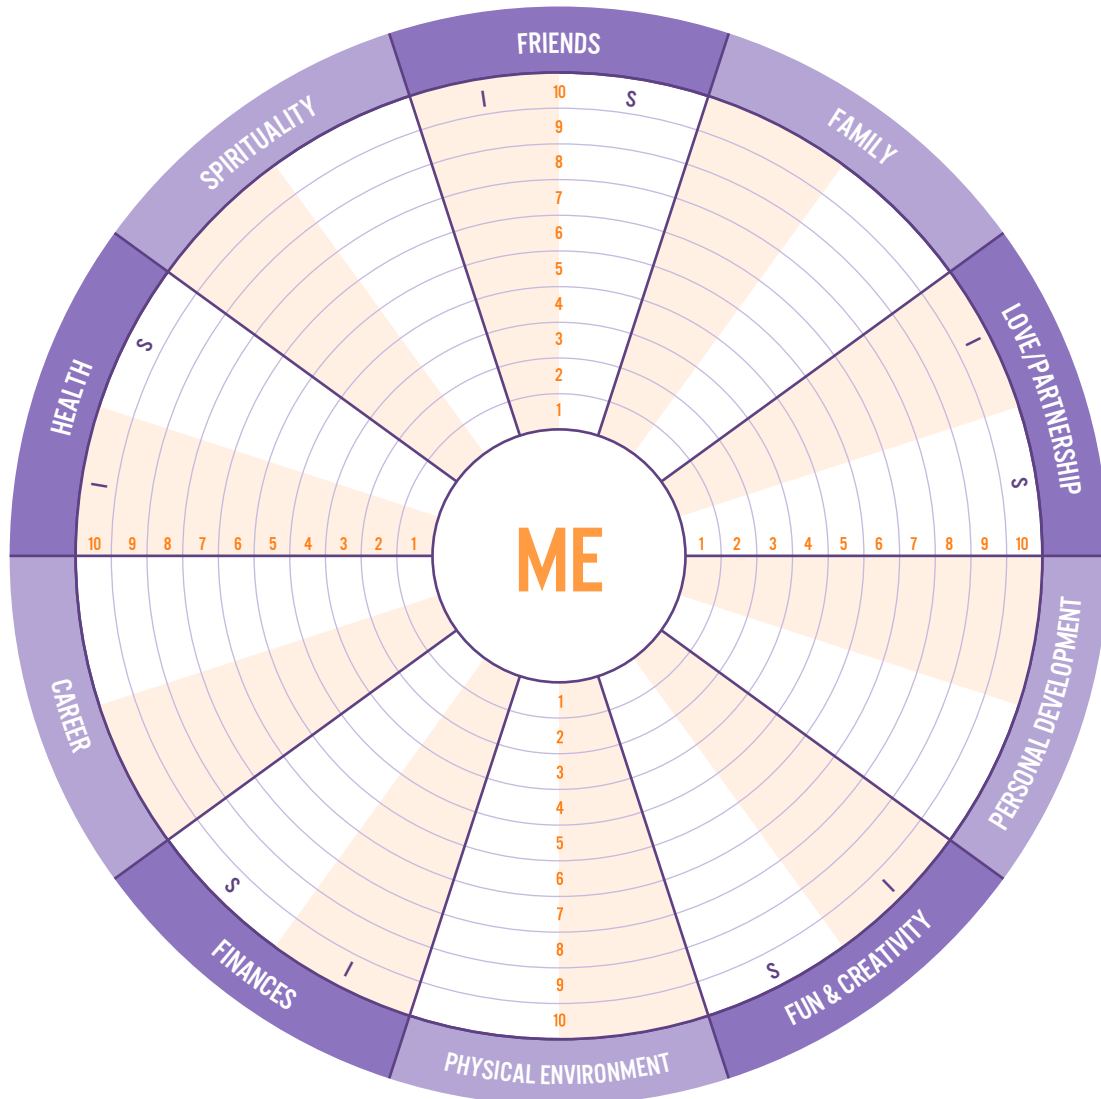 FRIENDS
I
S
FAMILY
LOVE/PARTNERSHIP
I
S
PERSONAL DEVELOPMENT
FUN & CREATIVITY
I
S
PHYSICAL ENVIRONMENT
FINANCES
I
S
CAREER
HEALTH
I
S
SPIRITUALITY
10
9
8
7
6
5
4
3
2
1
10 9 8 7 6 5 4 3 2 1
ME
1 2 3 4 5 6 7 8 9 10
1
2
3
4
5
6
7
8
9
10